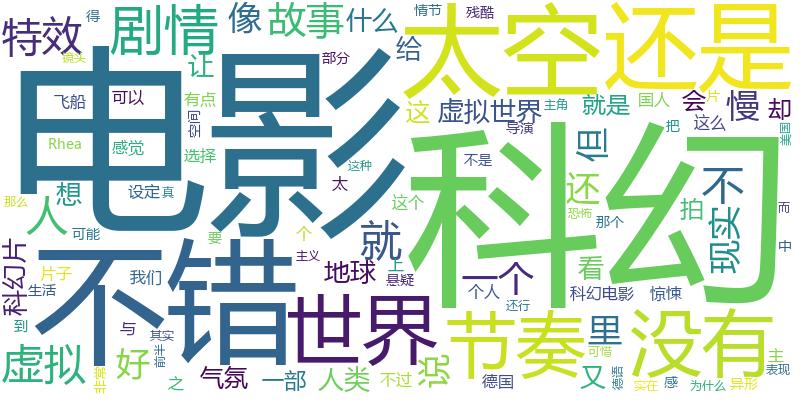 得
情节
残酷
特效
镜头
剧情
像
故事
什么
给
太空
还是
让
部分
飞船
可以
有点
空间
电影
这
虚拟世界
主角
就是
国人
会
片
慢
却
Rhea
感觉
选择
这种
导演
这么
把
美国
科幻
但
不是
还
不
想
设定
真
太
这个
恐怖
那个
拍
现实
而
中
那么
人
可能
要
个
就
看
科幻片
片子
我们
不错
主义
地球
上
悬疑
一个
个人
科幻电影
惊悚
里
生活
到
与
其实
前半
世界
还行
节奏
没有
可惜
主
虚拟
好
非常
之
气氛
一部
人类
不过
说
德国
又
德语
实在
感
为什么
异形
表现